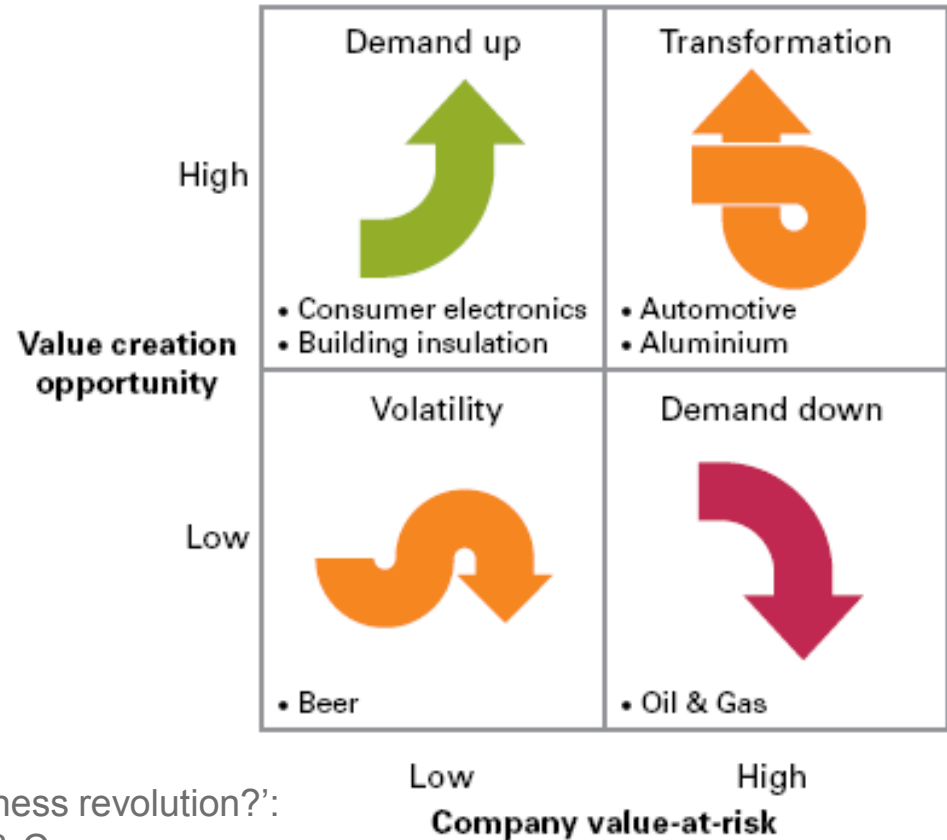 Demand up
Transformation
High
• Consumer electronics
• Building insulation
• Automotive
• Aluminium
Value creation
opportunity
Volatility
Demand down
Low
• Beer
• Oil & Gas
Low
High
Company value-at-risk
revolution?’: